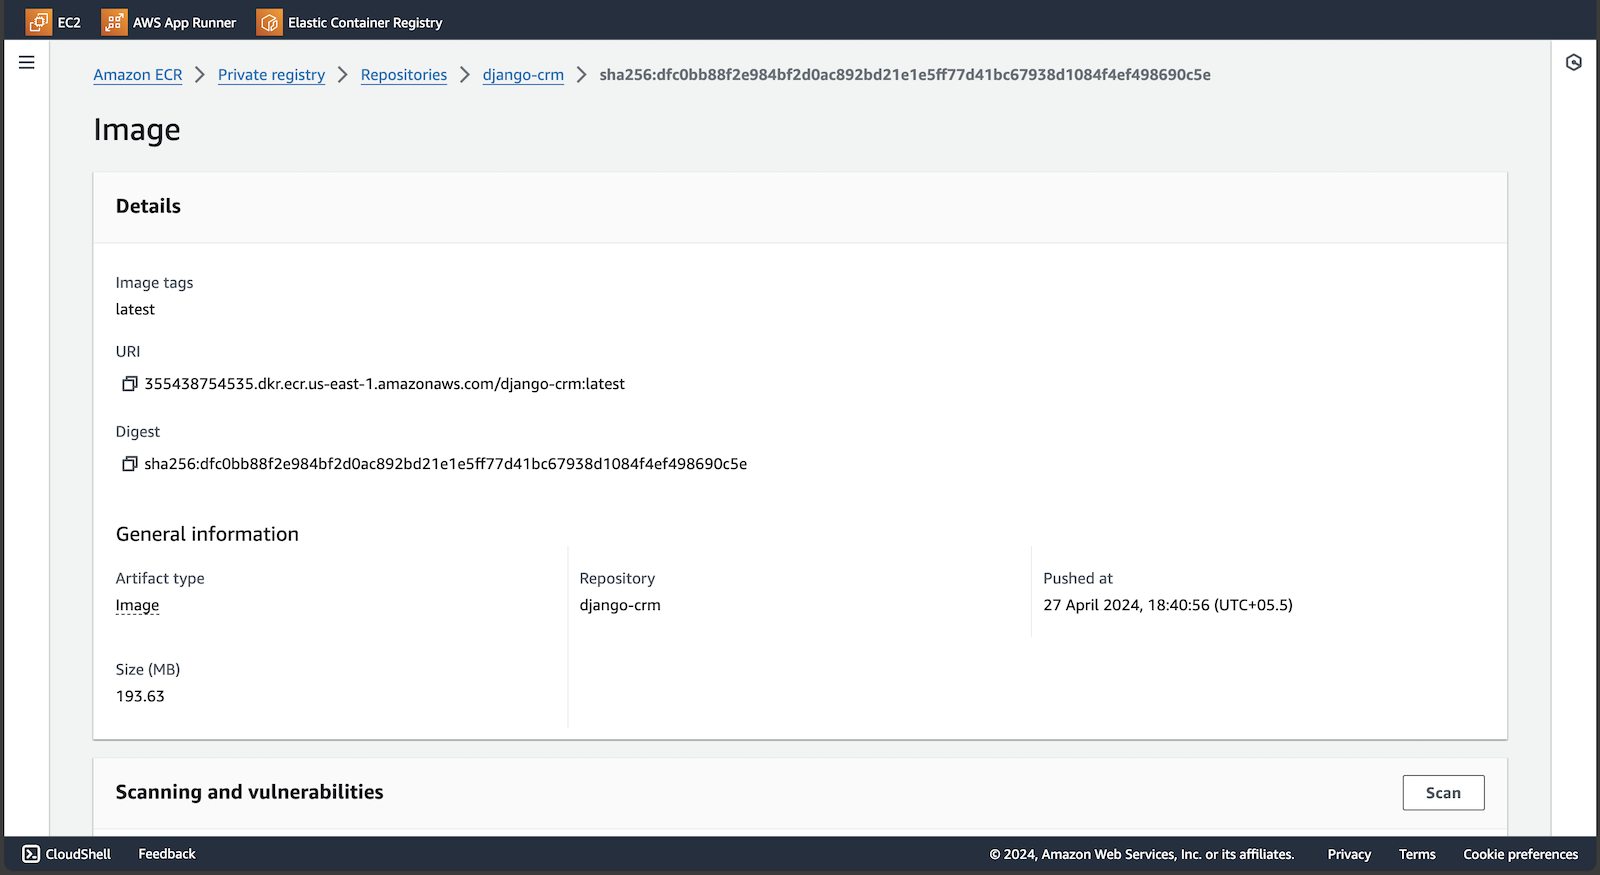 EC2 AWS App Runner Elastic Container Registry
Amazon ECR Private registry Repositories django-crm sha256:dfc0bb88f2e984bf2d0ac892bd21e1e5ff77d41bc67938d1084f4ef498690c5e
Image
Details
Image tags
latest
URI
355438754535.dkr.ecr.us-east-1.amazonaws.com/django-crm:latest
Digest
sha256:dfc0bb88f2e984bf2d0ac892bd21e1e5ff77d41bc67938d1084f4ef498690c5e
General information
Artifact type
Image
Repository
django-crm
Pushed at
27 April 2024, 18:40:56 (UTC+05.5)
Size (MB)
193.63
Scanning and vulnerabilities Scan
CloudShell Feedback © 2024, Amazon Web Services, Inc. or its affiliates. Privacy Terms Cookie preferences